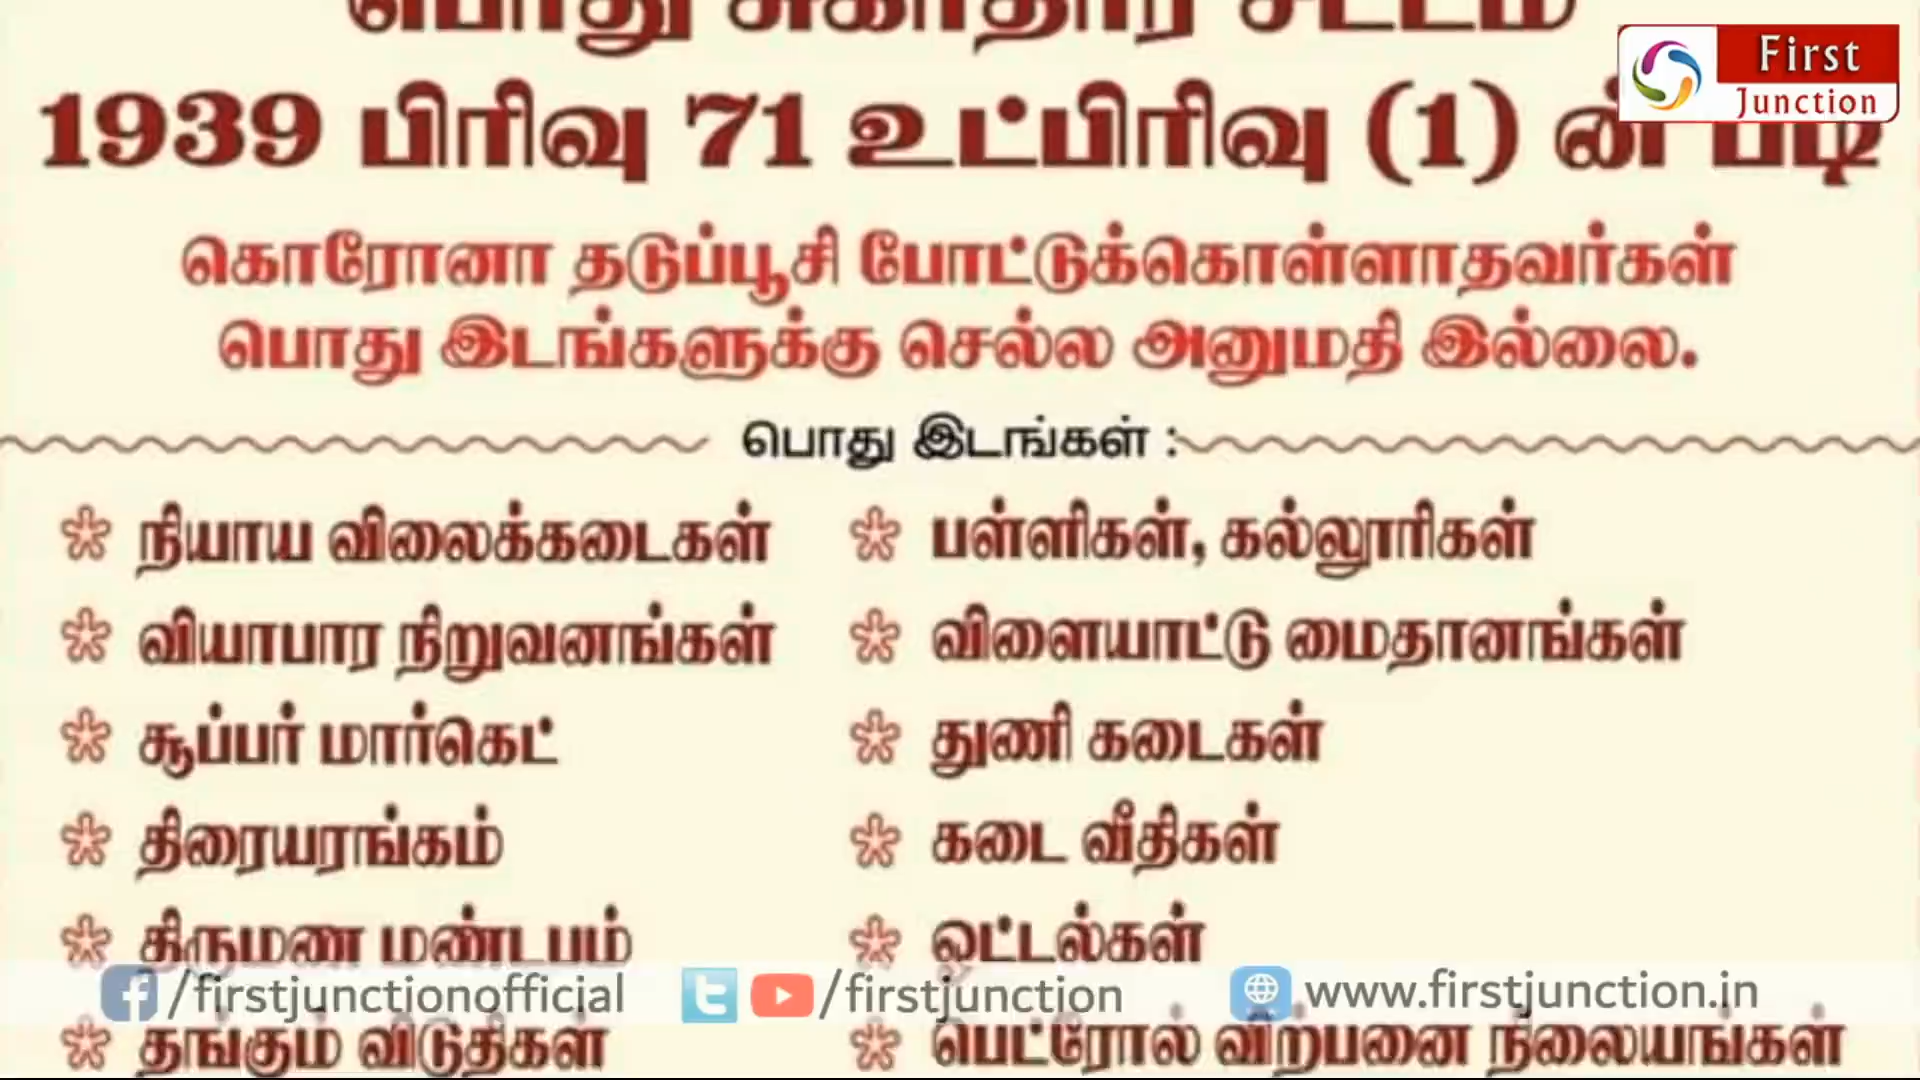 பொது சுகாதார சட்டம்
First
Junction
1939 பிரிவு 71 உட்பிரிவு (1) ன் படி
கொரோனா தடுப்பூசி போட்டுக்கொள்ளாதவர்கள்
பொது இடங்களுக்கு செல்ல அனுமதி இல்லை.
பொது இடங்கள் :
நியாய விலைக்கடைகள்
பள்ளிகள், கல்லூரிகள்
வியாபார நிறுவனங்கள்
விளையாட்டு மைதானங்கள்
சூப்பர் மார்கெட்
துணி கடைகள்
திரையரங்கம்
கடை வீதிகள்
திருமண மண்டபம்
ஓட்டல்கள்
/firstjunctionofficial
/firstjunction
www.firstjunction.in
தங்கும் விடுதிகள்
பெட்ரோல் விற்பனை நிலையங்கள்